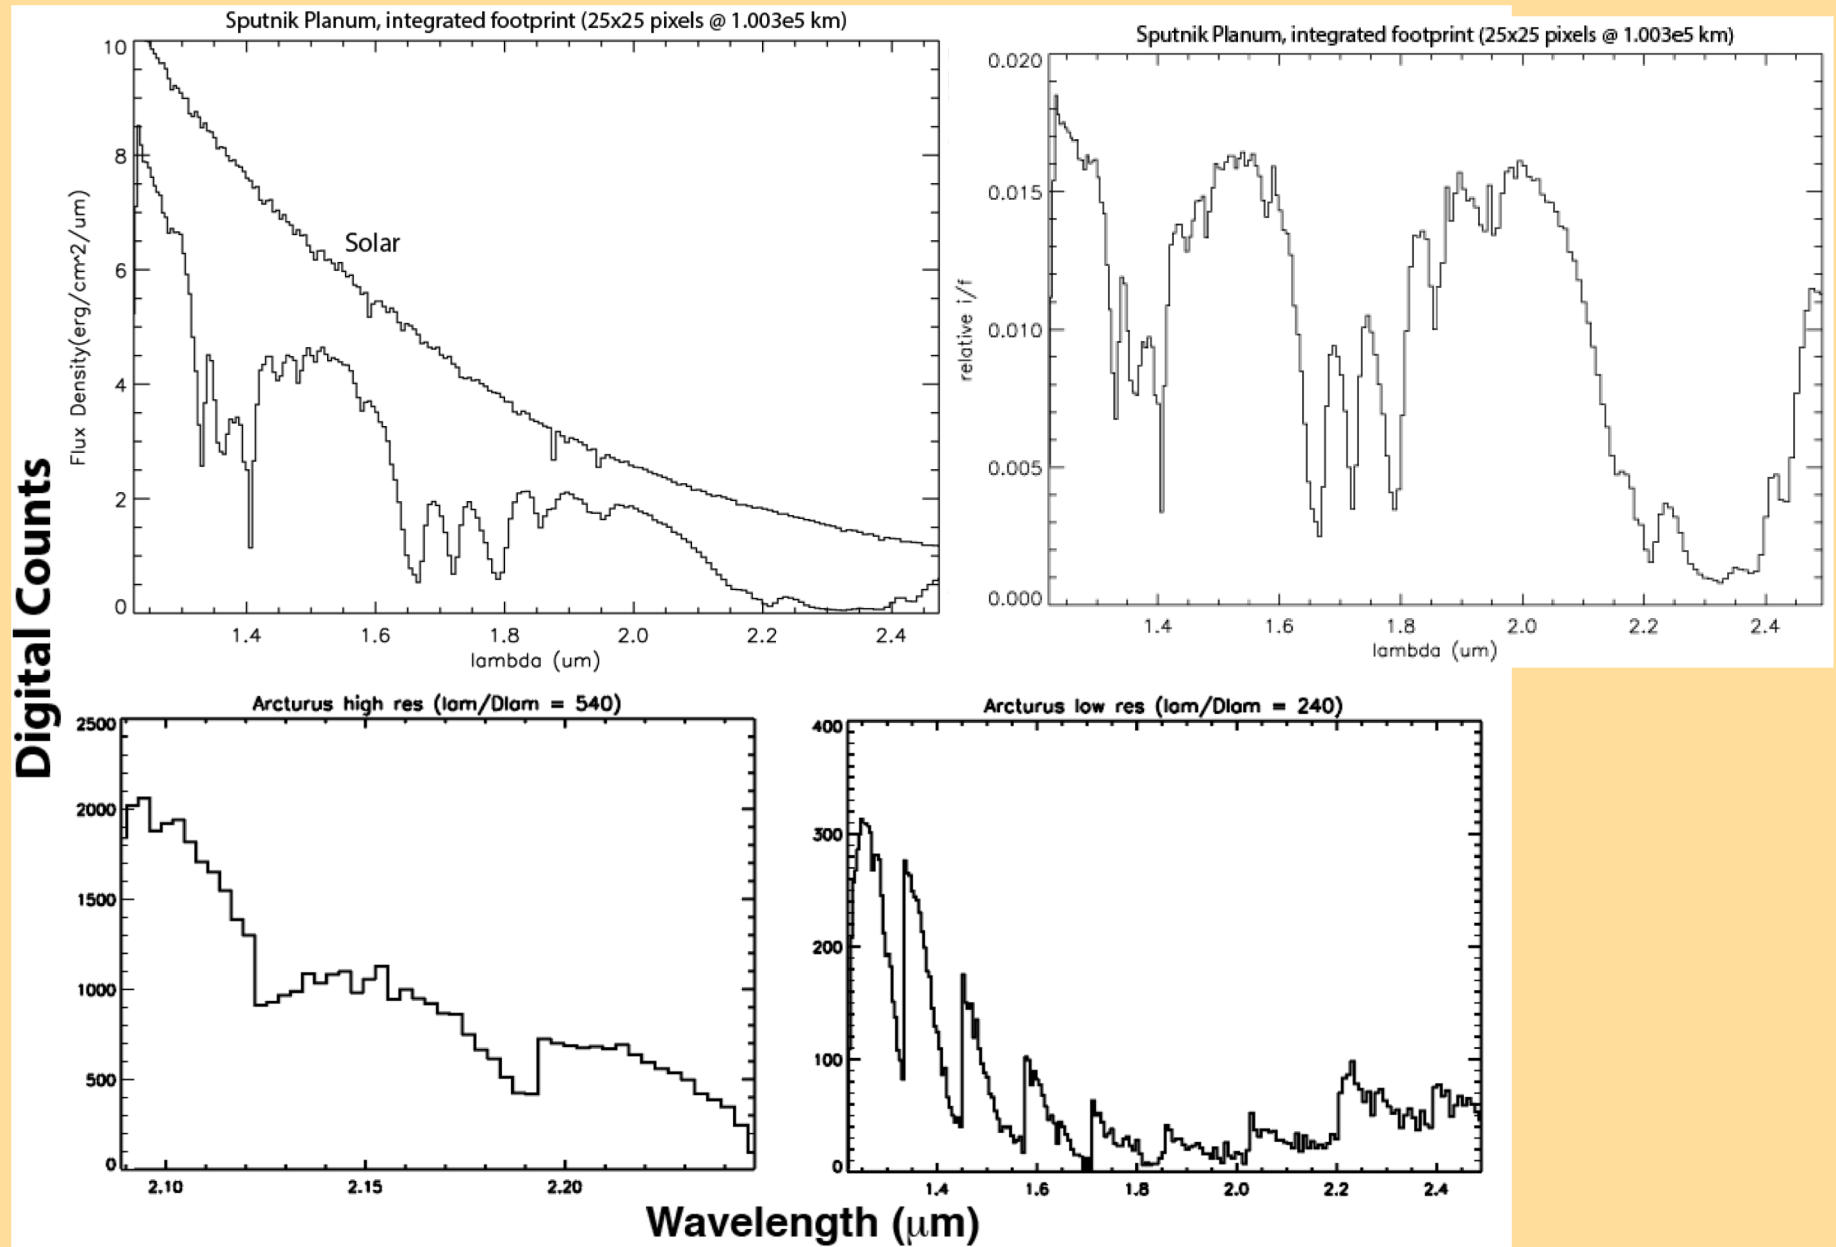 Sputnik Planum, integrated footprint (25x25 pixels @ 1.003e5 km)
10
8
6
4
2
0
Flux Density(erg/cm^2/um)
Solar
1.4 1.6 1.8 2.0 2.2 2.4
lambda (um)
Sputnik Planum, integrated footprint (25x25 pixels @ 1.003e5 km)
0.020
0.015
0.010
0.005
0.000
relative i/f
1.4 1.6 1.8 2.0 2.2 2.4
lambda (um)
Digital Counts
Arcturus high res (lam/Dlam = 540)
2500
2000
1500
1000
500
0
2.10 2.15 2.20
Arcturus low res (lam/Dlam = 240)
400
300
200
100
0
1.4 1.6 1.8 2.0 2.2 2.4
Wavelength (μm)